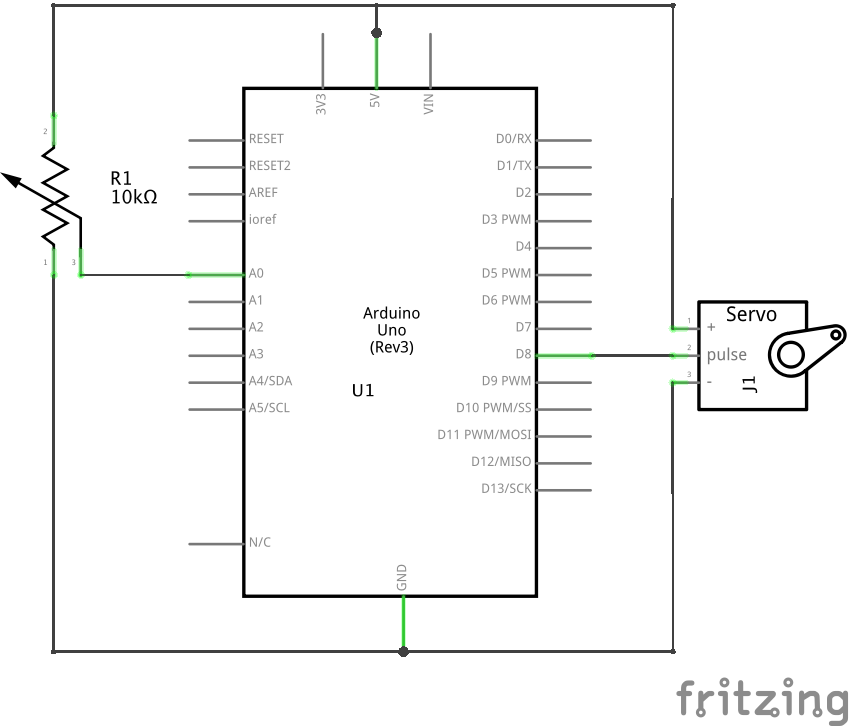 3V3
5V
VIN
2
R1
10kΩ
1
3
RESET
RESET2
AREF
ioref
A0
A1
A2
A3
A4/SDA
A5/SCL
N/C
Arduino
Uno
(Rev3)
U1
D0/RX
D1/TX
D2
D3 PWM
D4
D5 PWM
D6 PWM
D7
D8
D9 PWM
D10 PWM/SS
D11 PWM/MOSI
D12/MISO
D13/SCK
GND
Servo
1
+
2
pulse
3
-
J1
fritzing